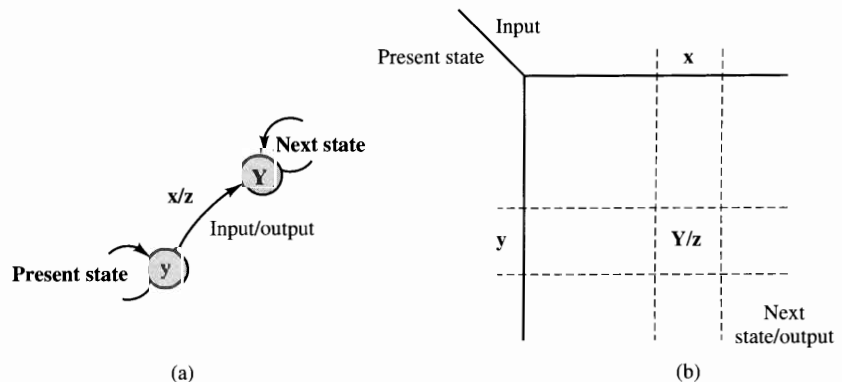 Next state
Y
x/z
Input/output
Present state
y
(a)
Input
Present state
x
y
Y/z
Next
state/output
(b)